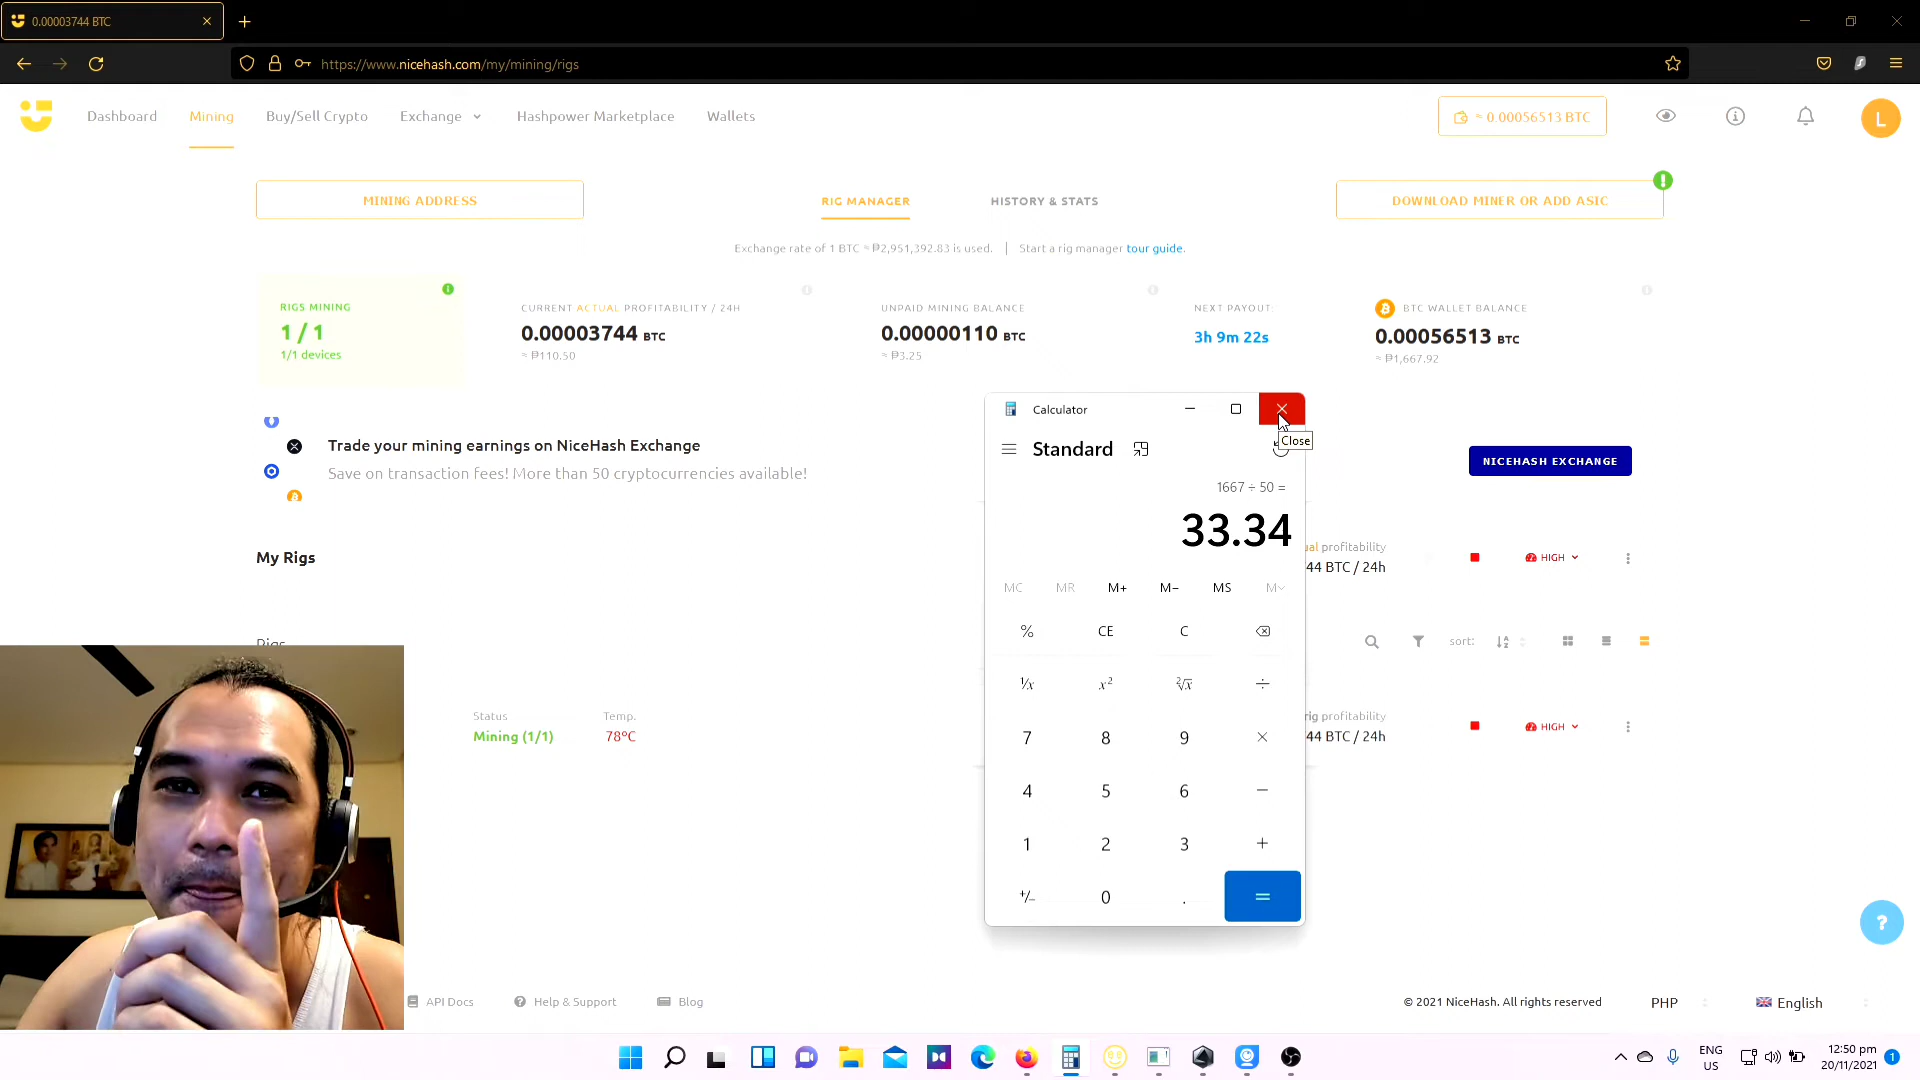 0.00003744 BTC
https://www.nicehash.com/my/mining/rigs
Dashboard Mining Buy/Sell Crypto Exchange Hashpower Marketplace Wallets ≈ 0.00056513 BTC L
MINING ADDRESS RIG MANAGER HISTORY & STATS DOWNLOAD MINER OR ADD ASIC
Exchange rate of 1 BTC ≈ ₱2,951,392.83 is used. | Start a rig manager tour guide.
RIGS MINING
1 / 1
1/1 devices
CURRENT ACTUAL PROFITABILITY / 24H
0.00003744 BTC
≈ ₱110.50
UNPAID MINING BALANCE
0.00000110 BTC
≈ ₱3.25
NEXT PAYOUT:
3h 9m 22s
BTC WALLET BALANCE
0.00056513 BTC
≈ ₱1,667.92
Trade your mining earnings on NiceHash Exchange
Save on transaction fees! More than 50 cryptocurrencies available!
NICEHASH EXCHANGE
Calculator
Close
Standard
1667 ÷ 50 =
33.34
MC MR M+ M− MS M
% CE C
1/x x² ²√x ÷
7 8 9 ×
4 5 6 −
1 2 3 +
+/− 0 . =
My Rigs
profitability
44 BTC / 24h
HIGH
Rigs
sort:
Status
Mining (1/1)
Temp.
78°C
rig profitability
44 BTC / 24h
HIGH
?
API Docs Help & Support Blog
© 2021 NiceHash. All rights reserved PHP English
ENG
US
12:50 pm
20/11/2021
1